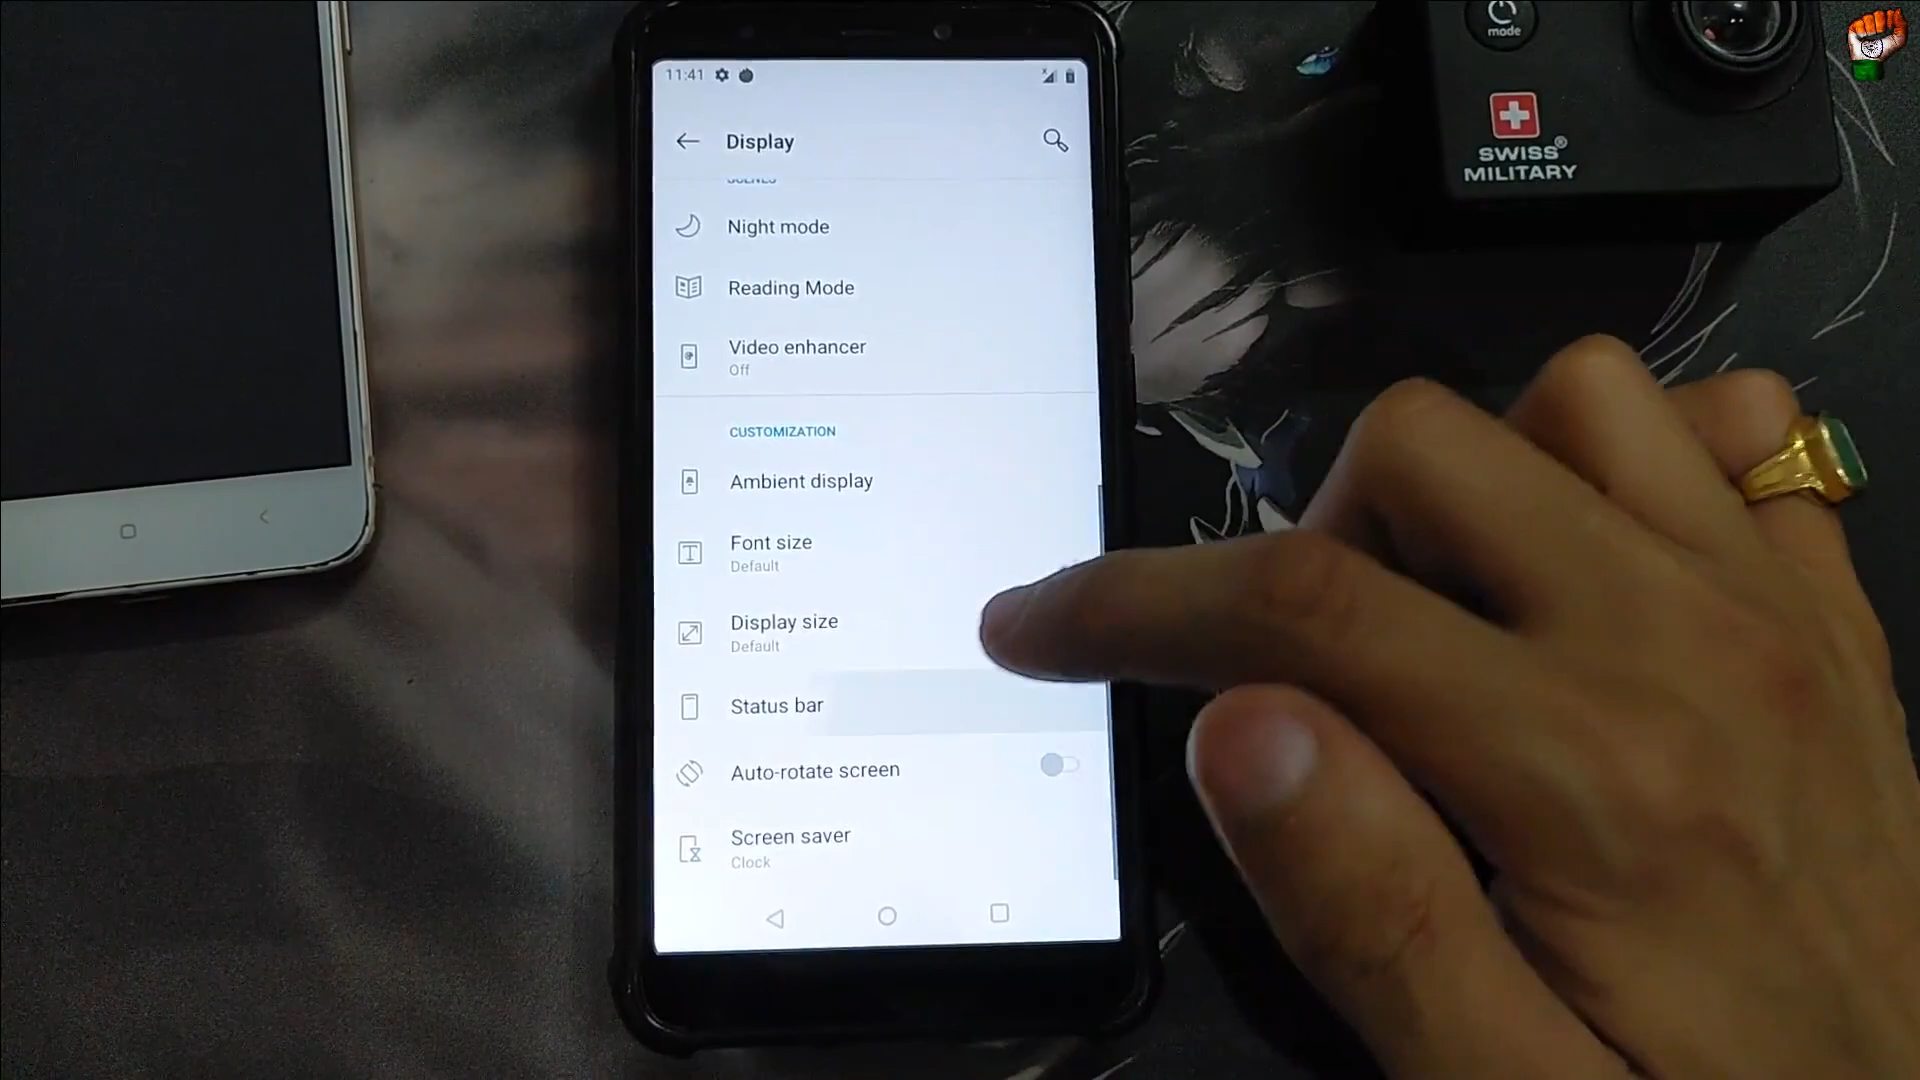 mode
SWISS®
MILITARY
11:41
Display
SCENES
Night mode
Reading Mode
Video enhancer
Off
CUSTOMIZATION
Ambient display
Font size
Default
Display size
Default
Status bar
Auto-rotate screen
Screen saver
Clock